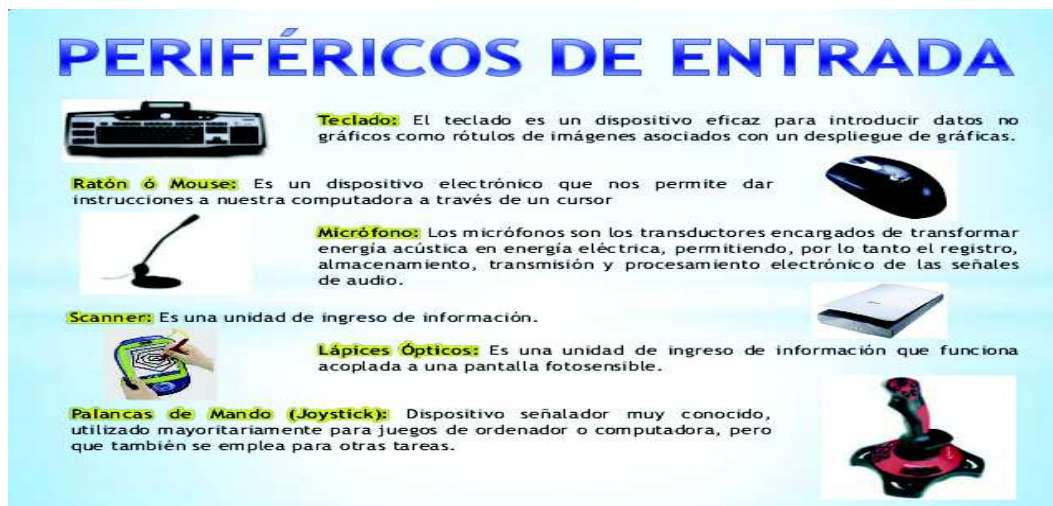 PERIFÉRICOS DE ENTRADA
Teclado: El teclado es un dispositivo eficaz para introducir datos no
gráficos como rótulos de imágenes asociados con un despliegue de gráficas.
Ratón ó Mouse: Es un dispositivo electrónico que nos permite dar
instrucciones a nuestra computadora a través de un cursor
Micrófono: Los micrófonos son los transductores encargados de transformar
energía acústica en energía eléctrica, permitiendo, por lo tanto el registro,
almacenamiento, transmisión y procesamiento electrónico de las señales
de audio.
Scanner: Es una unidad de ingreso de información.
Lápices Ópticos: Es una unidad de ingreso de información que funciona
acoplada a una pantalla fotosensible.
Palancas de Mando (Joystick): Dispositivo señalador muy conocido,
utilizado mayoritariamente para juegos de ordenador o computadora, pero
que también se emplea para otras tareas.